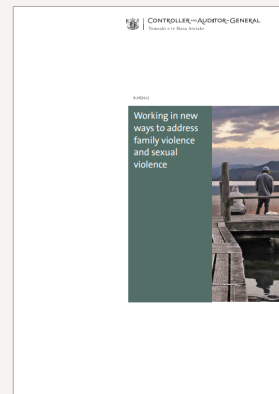 CONTROLLER AND AUDITOR-GENERAL
Tumuaki o te Mana Arotake
Working in new
ways to address
family violence
and sexual
violence